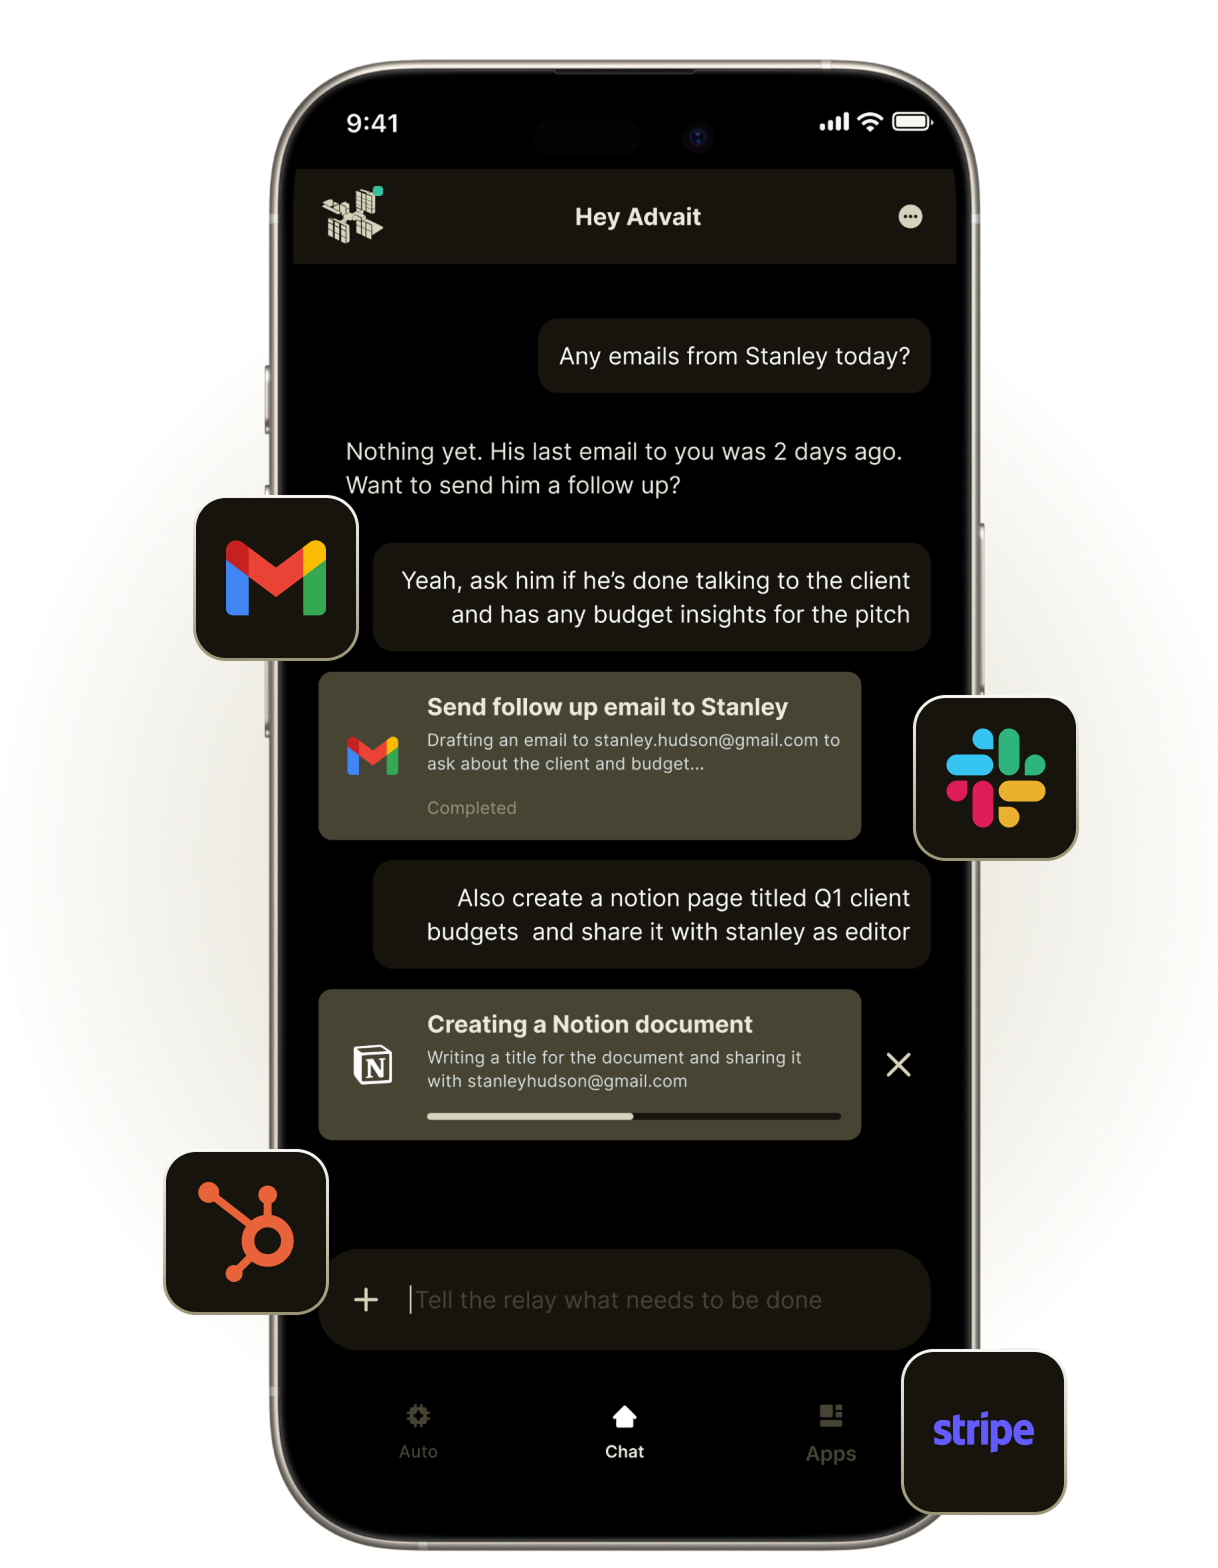 9:41
Hey Advait
Any emails from Stanley today?
Nothing yet. His last email to you was 2 days ago.
Want to send him a follow up?
Yeah, ask him if he’s done talking to the client
and has any budget insights for the pitch
Send follow up email to Stanley
Drafting an email to stanley.hudson@gmail.com to
ask about the client and budget...
Completed
Also create a notion page titled Q1 client
budgets  and share it with stanley as editor
Creating a Notion document
N
Writing a title for the document and sharing it
with stanleyhudson@gmail.com
Tell the relay what needs to be done
Auto
Chat
Apps
stripe